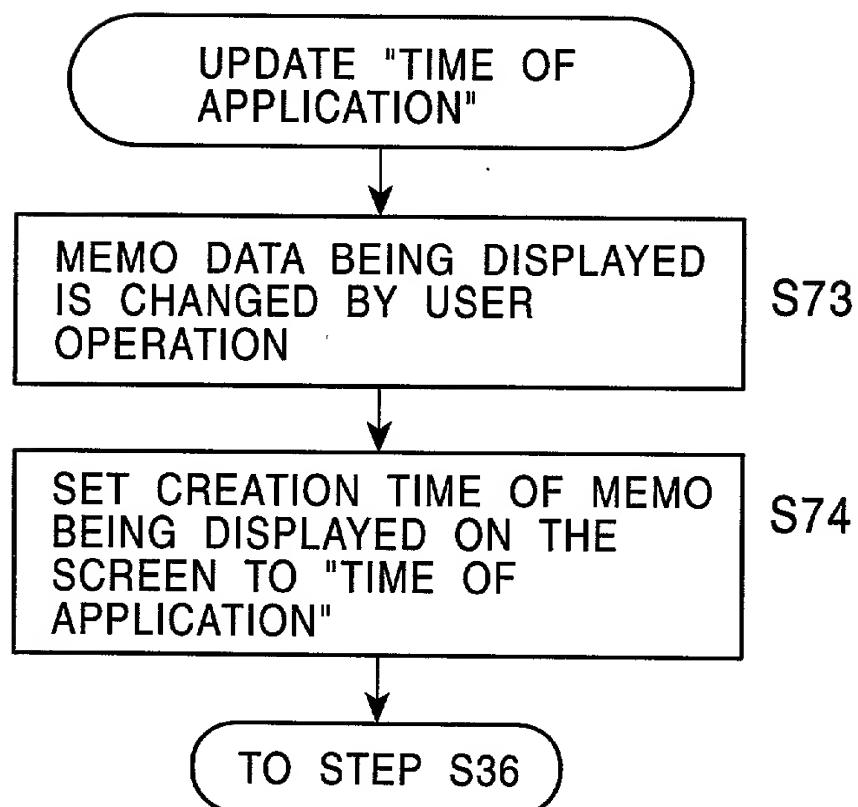 UPDATE "TIME OF
APPLICATION"
MEMO DATA BEING DISPLAYED
IS CHANGED BY USER
OPERATION
S73
SET CREATION TIME OF MEMO
BEING DISPLAYED ON THE
SCREEN TO "TIME OF
APPLICATION"
S74
TO STEP S36